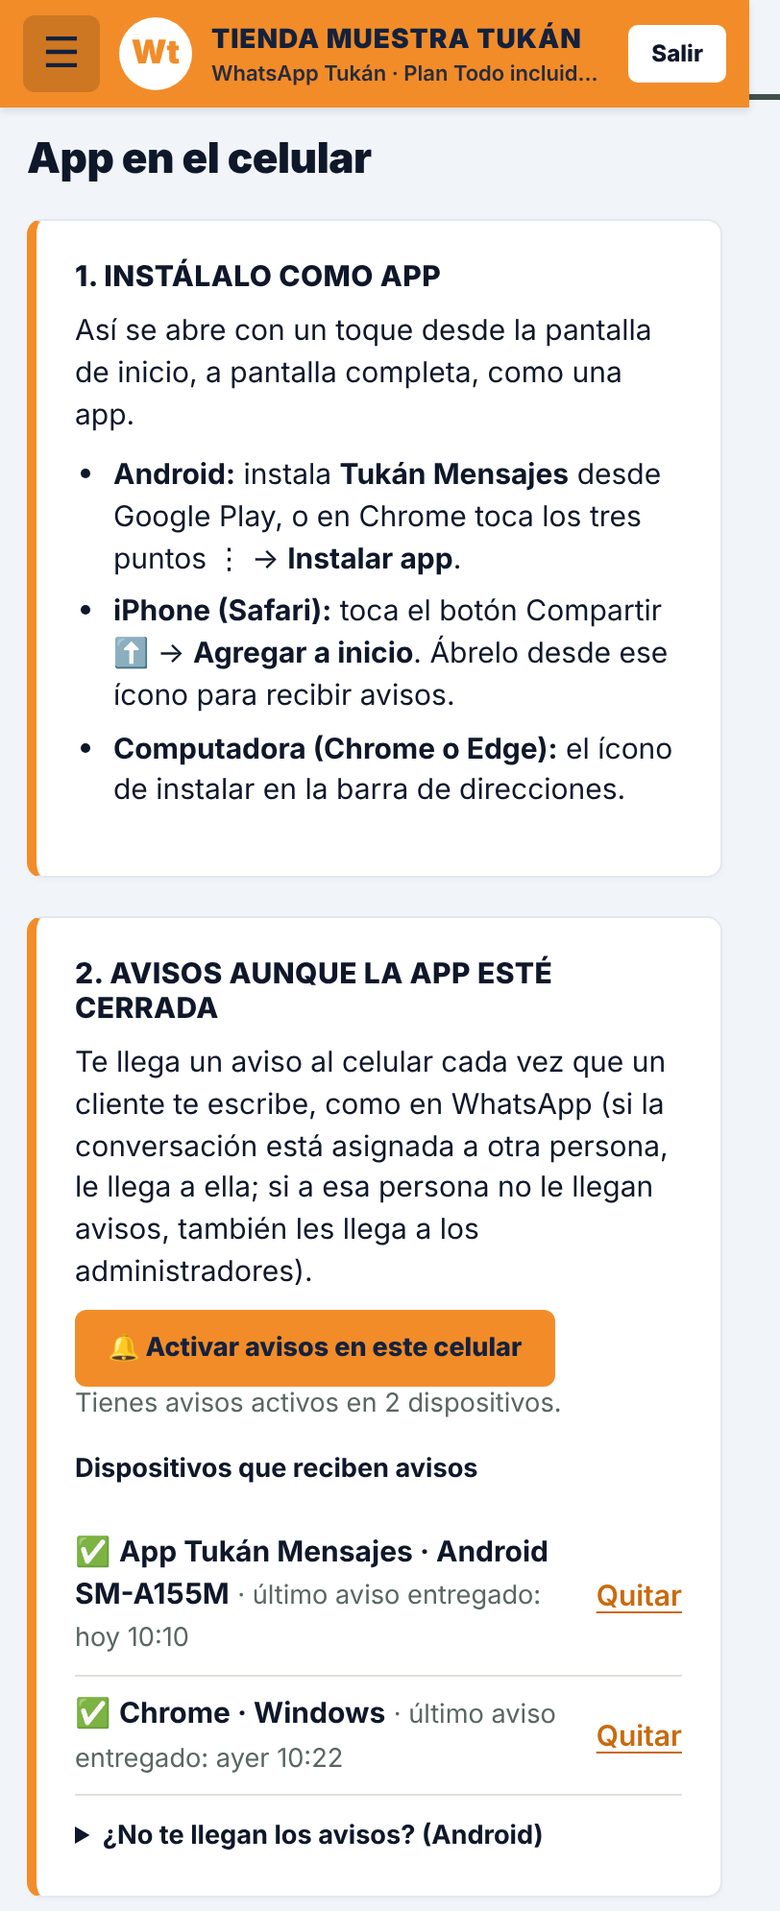 ☰ Wt TIENDA MUESTRA TUKÁN Salir
WhatsApp Tukán · Plan Todo incluid...
App en el celular
1. INSTÁLALO COMO APP
Así se abre con un toque desde la pantalla
de inicio, a pantalla completa, como una
app.
• Android: instala Tukán Mensajes desde
Google Play, o en Chrome toca los tres
puntos ⋮ → Instalar app.
• iPhone (Safari): toca el botón Compartir
⬆️ → Agregar a inicio. Ábrelo desde ese
ícono para recibir avisos.
• Computadora (Chrome o Edge): el ícono
de instalar en la barra de direcciones.
2. AVISOS AUNQUE LA APP ESTÉ
CERRADA
Te llega un aviso al celular cada vez que un
cliente te escribe, como en WhatsApp (si la
conversación está asignada a otra persona,
le llega a ella; si a esa persona no le llegan
avisos, también les llega a los
administradores).
🔔 Activar avisos en este celular
Tienes avisos activos en 2 dispositivos.
Dispositivos que reciben avisos
✅ App Tukán Mensajes · Android
SM-A155M · último aviso entregado:
hoy 10:10
Quitar
✅ Chrome · Windows · último aviso
entregado: ayer 10:22
Quitar
▶ ¿No te llegan los avisos? (Android)